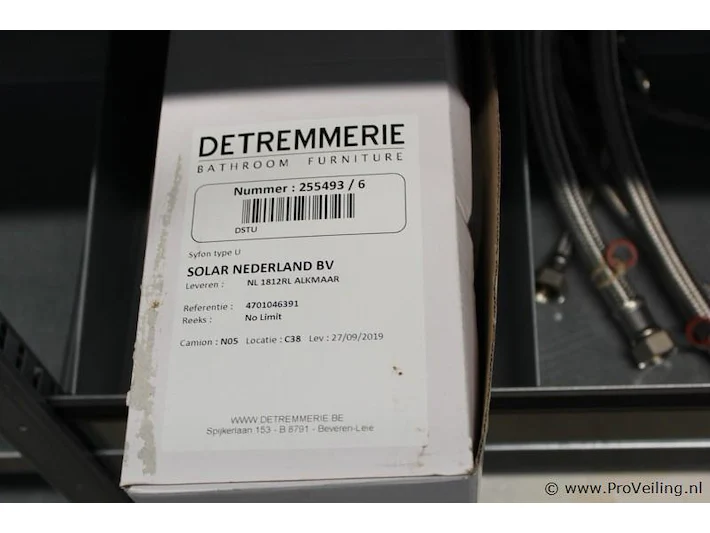 DETREMMERIE
BATHROOM FURNITURE
Nummer : 255493 / 6
DSTU
Syfon type U
SOLAR NEDERLAND BV
Leveren : NL 1812RL ALKMAAR
Referentie : 4701046391
Reeks : No Limit
Camion : N05 Locatie : C38 Lev : 27/09/2019
WWW.DETREMMERIE.BE
Spijkerlaan 153 - B 8791 - Beveren-Leie
© www.ProVeiling.nl